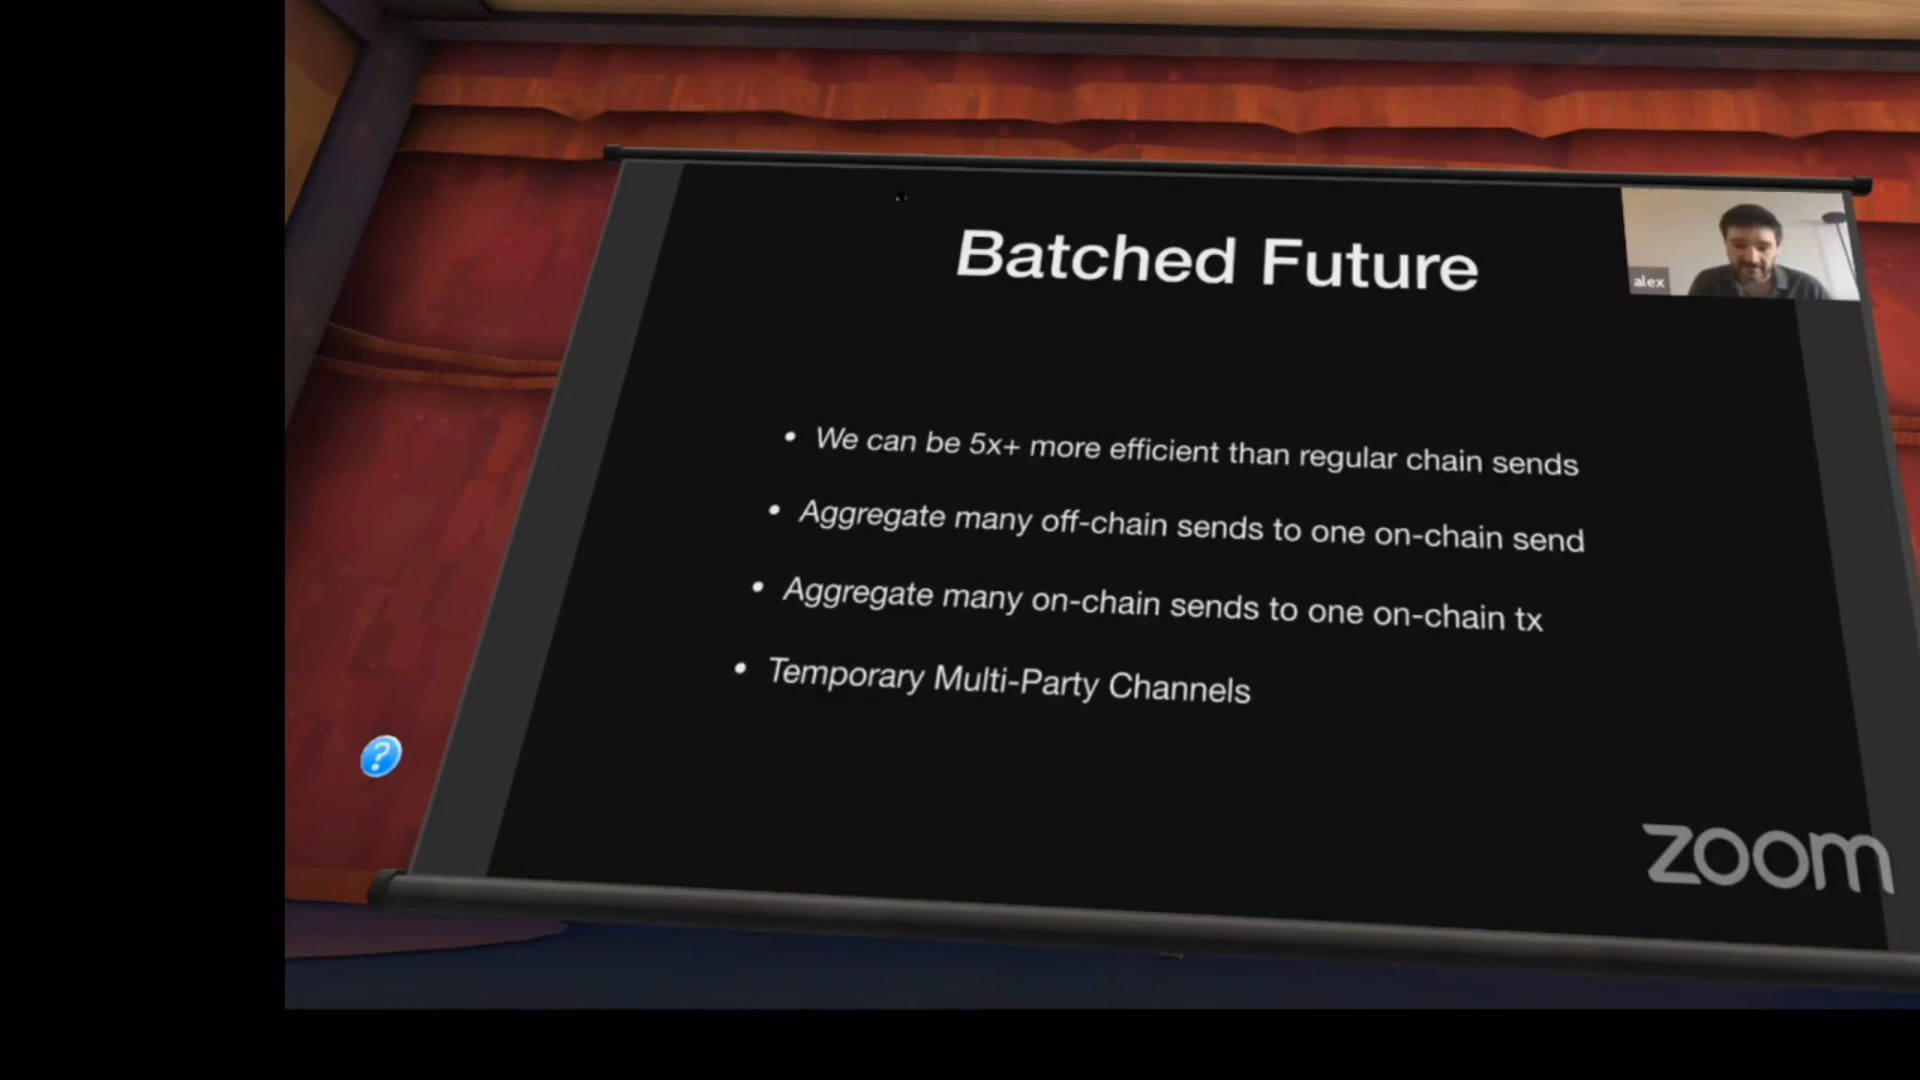 Batched Future
alex
We can be 5x+ more efficient than regular chain sends
Aggregate many off-chain sends to one on-chain send
Aggregate many on-chain sends to one on-chain tx
Temporary Multi-Party Channels
?
zoom